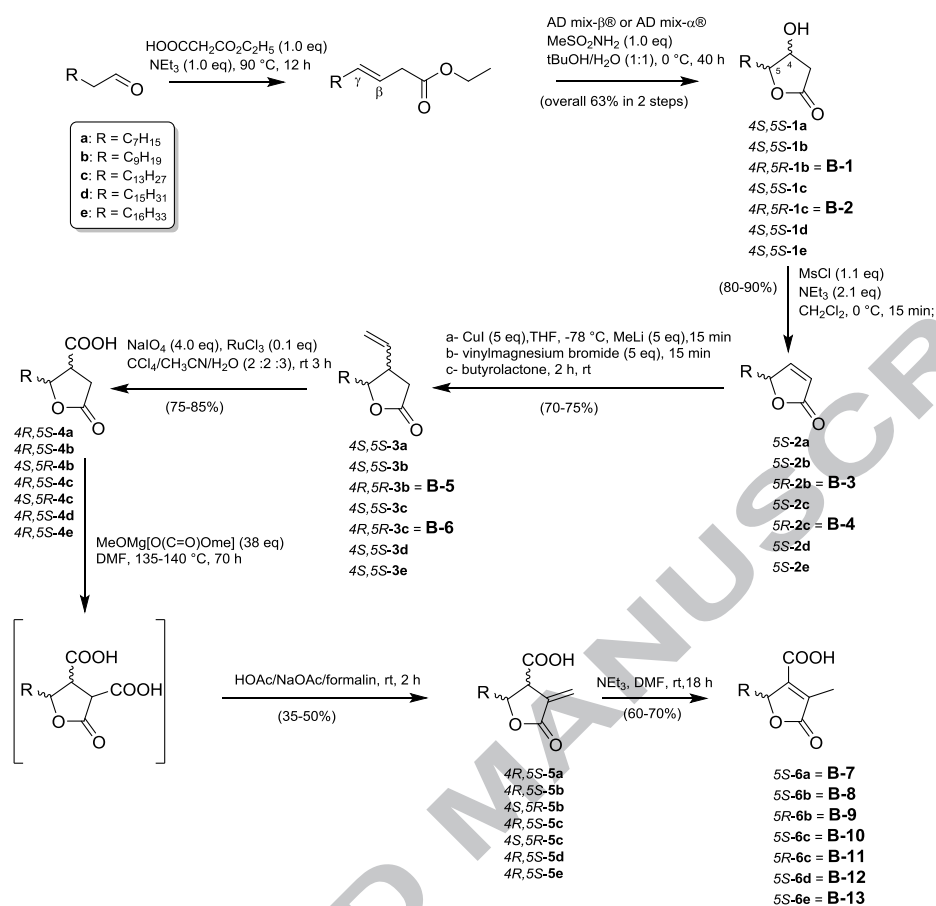 HOOCCH₂CO₂C₂H₅ (1.0 eq)
NEt₃ (1.0 eq), 90 °C, 12 h
R
O
R
γ
β
O
O
AD mix-β® or AD mix-α®
MeSO₂NH₂ (1.0 eq)
tBuOH/H₂O (1:1), 0 °C, 40 h
(overall 63% in 2 steps)
OH
R
5
4
O
O
a: R = C₇H₁₅
b: R = C₉H₁₉
c: R = C₁₃H₂₇
d: R = C₁₅H₃₁
e: R = C₁₆H₃₃
4S,5S-1a
4S,5S-1b
4R,5R-1b = B-1
4S,5S-1c
4R,5R-1c = B-2
4S,5S-1d
4S,5S-1e
(80-90%)
MsCl (1.1 eq)
NEt₃ (2.1 eq)
CH₂Cl₂, 0 °C, 15 min;
R
O
O
5S-2a
5S-2b
5R-2b = B-3
5S-2c
5R-2c = B-4
5S-2d
5S-2e
a- CuI (5 eq),THF, -78 °C, MeLi (5 eq),15 min
b- vinylmagnesium bromide (5 eq), 15 min
c- butyrolactone, 2 h, rt
(70-75%)
R
O
O
4S,5S-3a
4S,5S-3b
4R,5R-3b = B-5
4S,5S-3c
4R,5R-3c = B-6
4S,5S-3d
4S,5S-3e
NaIO₄ (4.0 eq), RuCl₃ (0.1 eq)
CCl₄/CH₃CN/H₂O (2 :2 :3), rt 3 h
(75-85%)
COOH
R
O
O
4R,5S-4a
4R,5S-4b
4S,5R-4b
4R,5S-4c
4S,5R-4c
4R,5S-4d
4R,5S-4e
MeOMg[O(C=O)Ome] (38 eq)
DMF, 135-140 °C, 70 h
COOH
R
COOH
O
O
HOAc/NaOAc/formalin, rt, 2 h
(35-50%)
COOH
R
O
O
4R,5S-5a
4R,5S-5b
4S,5R-5b
4R,5S-5c
4S,5R-5c
4R,5S-5d
4R,5S-5e
NEt₃, DMF, rt,18 h
(60-70%)
COOH
R
O
O
5S-6a = B-7
5S-6b = B-8
5R-6b = B-9
5S-6c = B-10
5R-6c = B-11
5S-6d = B-12
5S-6e = B-13
D MANUSCR